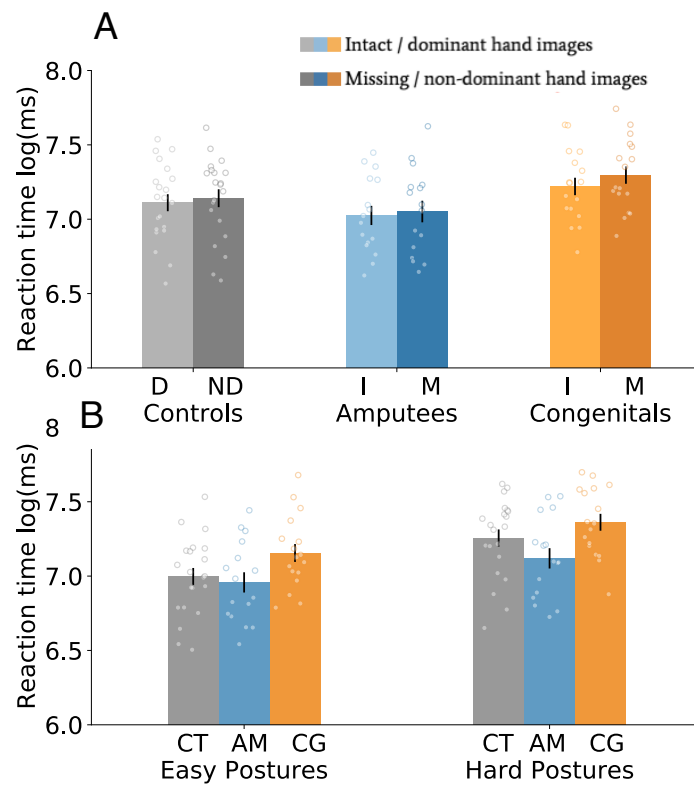 A
Intact / dominant hand images
Missing / non-dominant hand images
Reaction time log(ms)
8.0
7.5
7.0
6.5
6.0
D ND I M I M
Controls Amputees Congenitals
B
Reaction time log(ms)
8
7.5
7.0
6.5
6.0
CT AM CG CT AM CG
Easy Postures Hard Postures